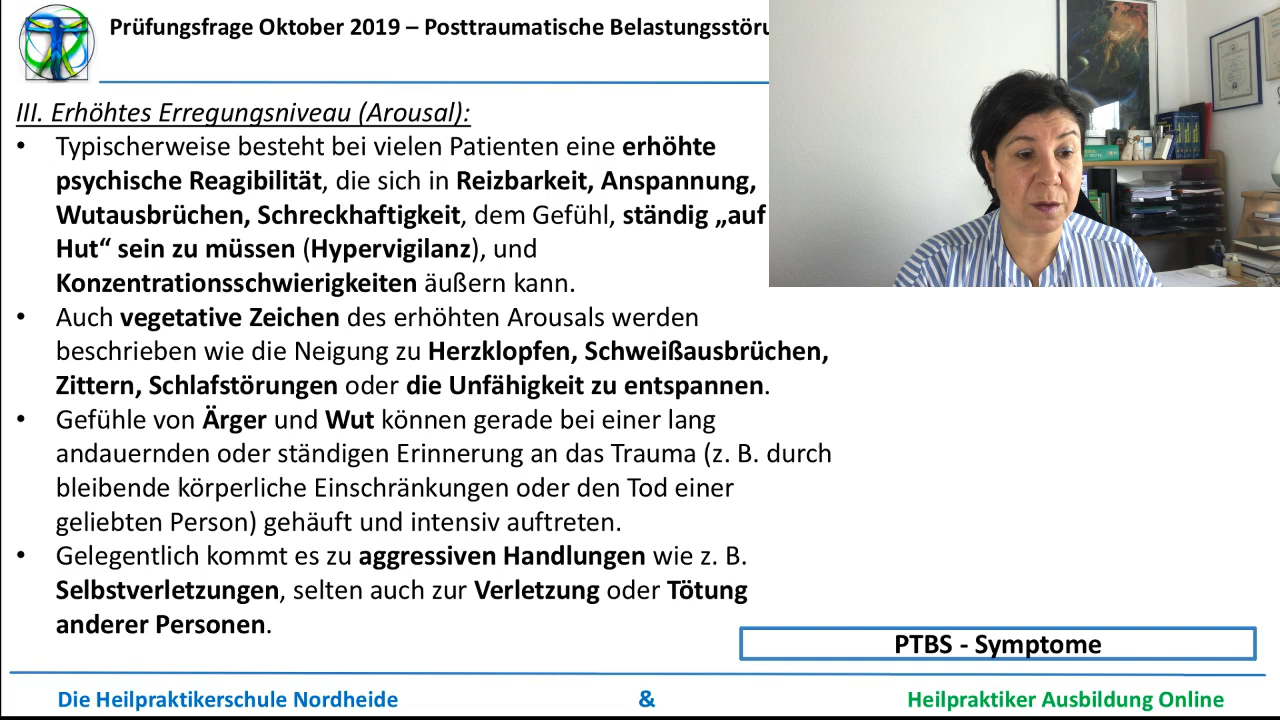 Prüfungsfrage Oktober 2019 – Posttraumatische
III. Erhöhtes Erregungsniveau (Arousal):
• Typischerweise besteht bei vielen Patienten eine erhöhte
psychische Reagibilität, die sich in Reizbarkeit, Anspannung,
Wutausbrüchen, Schreckhaftigkeit, dem Gefühl, ständig „auf
Hut“ sein zu müssen (Hypervigilanz), und
Konzentrationsschwierigkeiten äußern kann.
• Auch vegetative Zeichen des erhöhten Arousals werden
beschrieben wie die Neigung zu Herzklopfen, Schweißausbrüchen,
Zittern, Schlafstörungen oder die Unfähigkeit zu entspannen.
• Gefühle von Ärger und Wut können gerade bei einer lang
andauernden oder ständigen Erinnerung an das Trauma (z. B. durch
bleibende körperliche Einschränkungen oder den Tod einer
geliebten Person) gehäuft und intensiv auftreten.
• Gelegentlich kommt es zu aggressiven Handlungen wie z. B.
Selbstverletzungen, selten auch zur Verletzung oder Tötung
anderer Personen.
PTBS - Symptome
Die Heilpraktikerschule Nordheide & Heilpraktiker Ausbildung Online